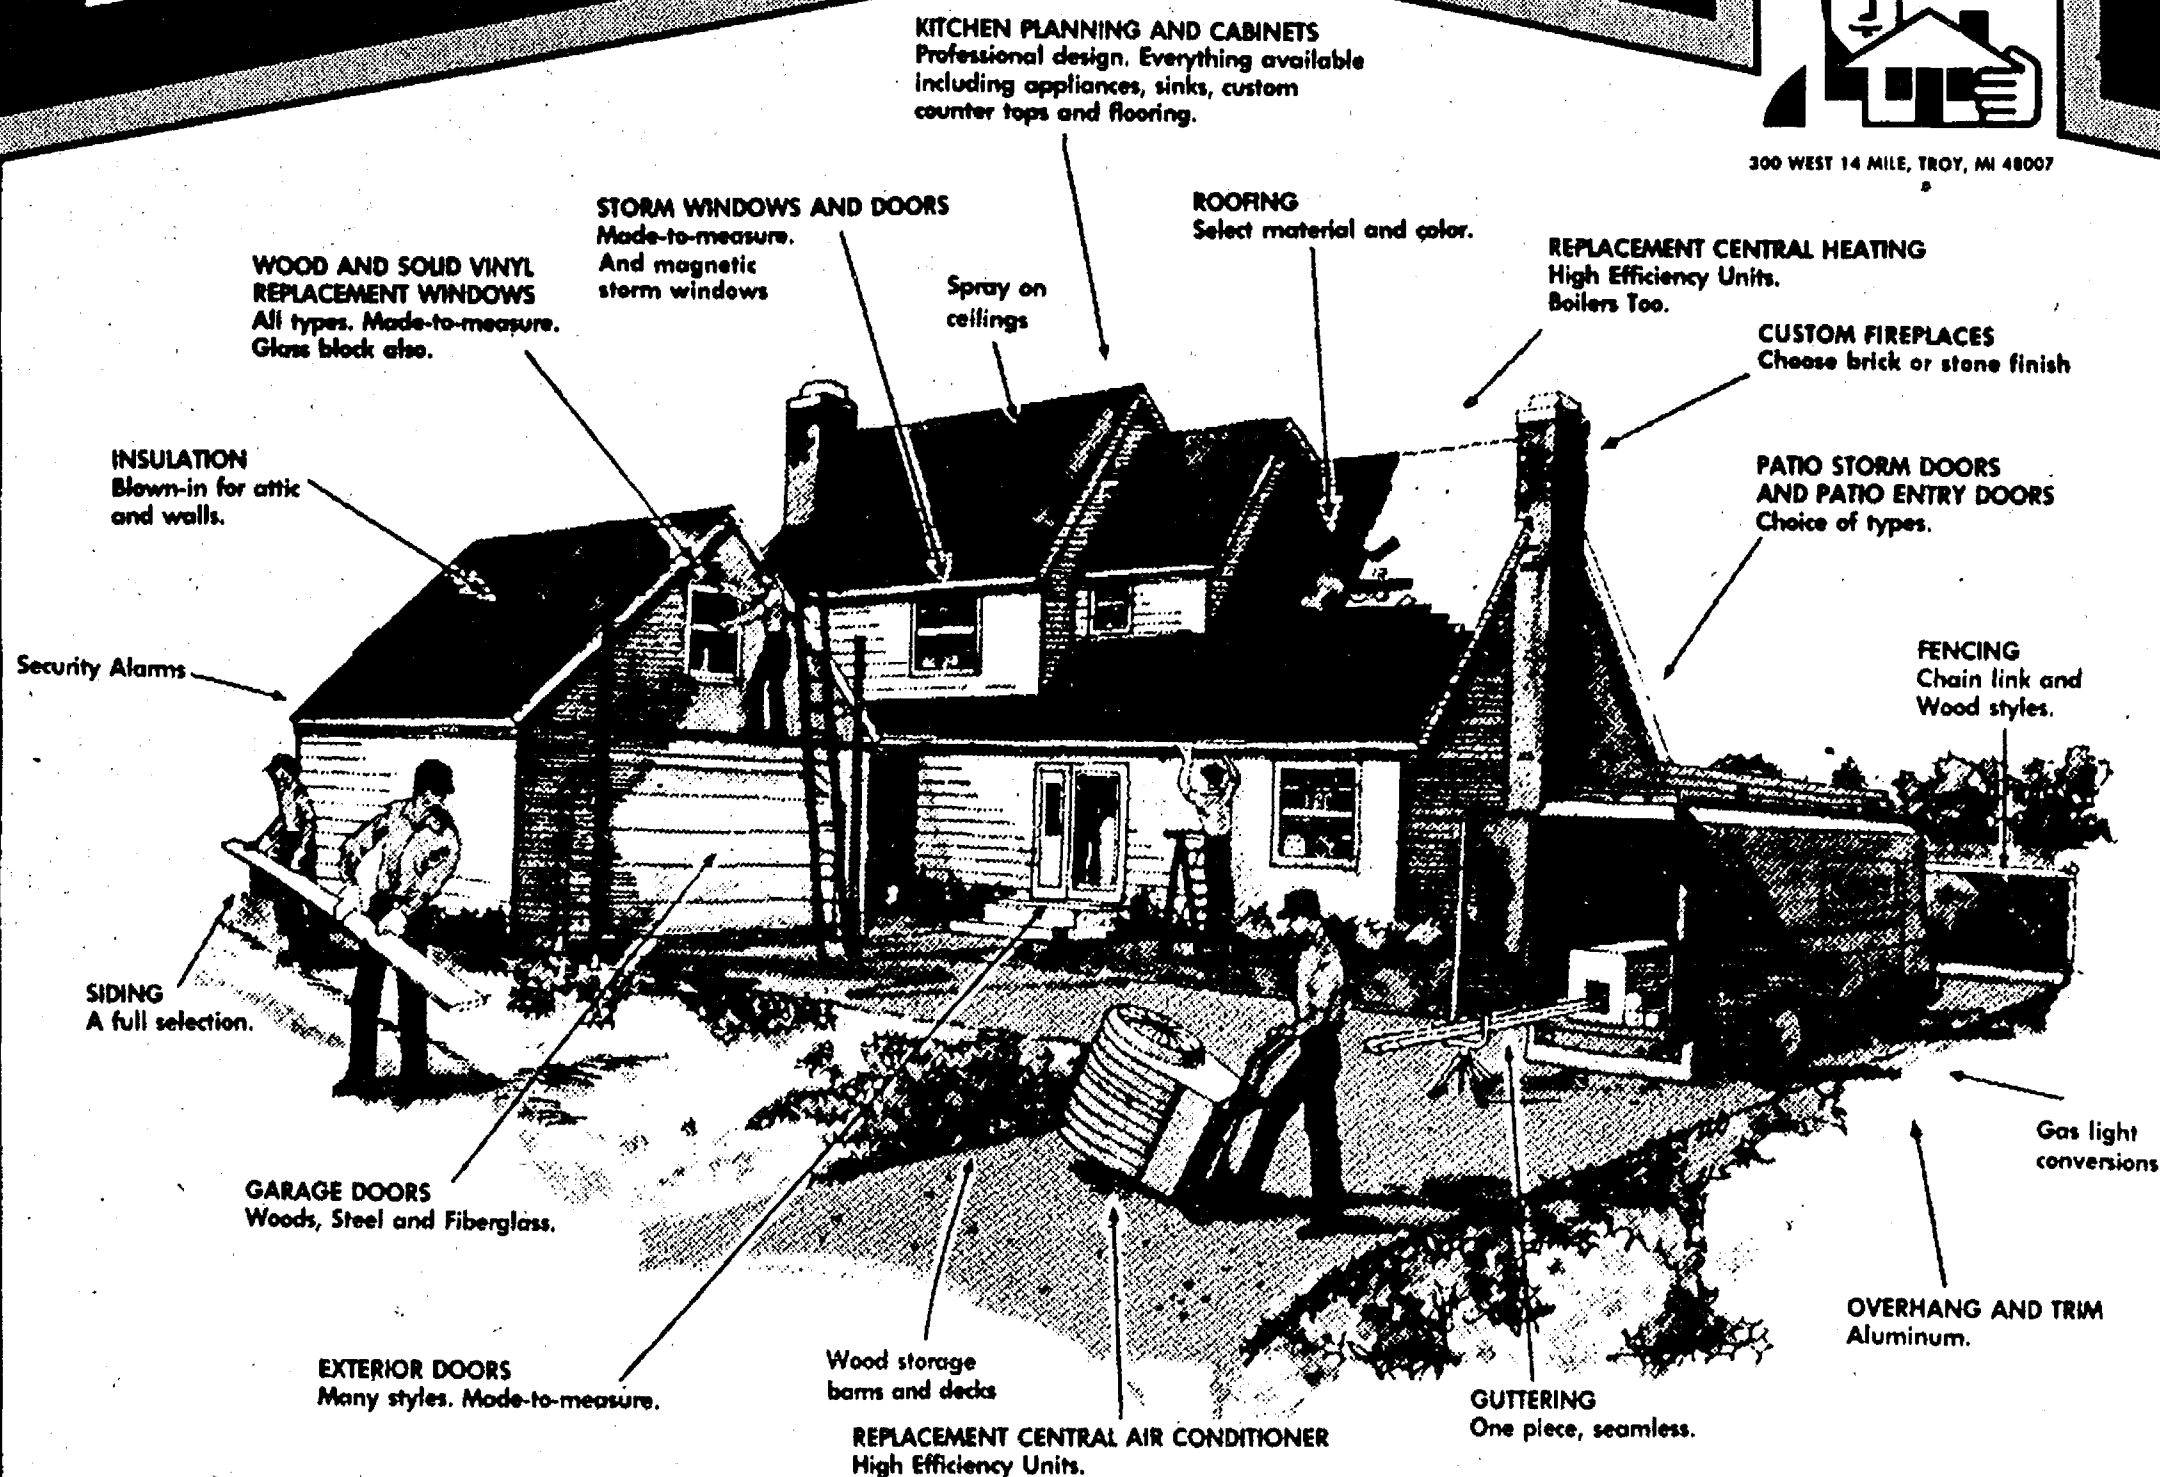 KITCHEN PLANNING AND CABINETS
Professional design. Everything available
including appliances, sinks, custom
counter tops and flooring.
300 WEST 14 MILE, TROY, MI 48007
STORM WINDOWS AND DOORS
Made-to-measure.
And magnetic
storm windows
ROOFING
Select material and color.
WOOD AND SOLID VINYL
REPLACEMENT WINDOWS
All types. Made-to-measure.
Glass block also.
Spray on
ceilings
REPLACEMENT CENTRAL HEATING
High Efficiency Units.
Boilers Too.
CUSTOM FIREPLACES
Choose brick or stone finish
INSULATION
Blown-in for attic
and walls.
PATIO STORM DOORS
AND PATIO ENTRY DOORS
Choice of types.
Security Alarms
FENCING
Chain link and
Wood styles.
SIDING
A full selection.
Gas light
conversions
GARAGE DOORS
Woods, Steel and Fiberglass.
OVERHANG AND TRIM
Aluminum.
EXTERIOR DOORS
Many styles. Made-to-measure.
Wood storage
barns and decks
GUTTERING
One piece, seamless.
REPLACEMENT CENTRAL AIR CONDITIONER
High Efficiency Units.